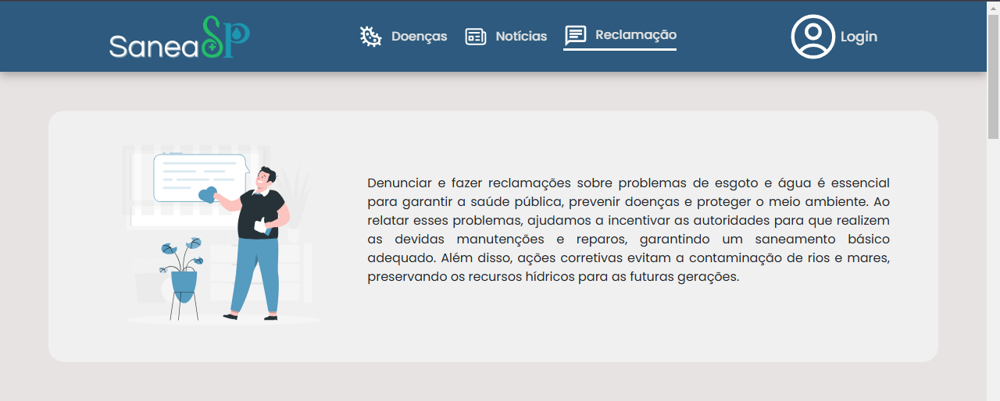 SaneaSP
Doenças
Notícias
Reclamação
Login
Denunciar e fazer reclamações sobre problemas de esgoto e água é essencial
para garantir a saúde pública, prevenir doenças e proteger o meio ambiente. Ao
relatar esses problemas, ajudamos a incentivar as autoridades para que realizem
as devidas manutenções e reparos, garantindo um saneamento básico
adequado. Além disso, ações corretivas evitam a contaminação de rios e mares,
preservando os recursos hídricos para as futuras gerações.